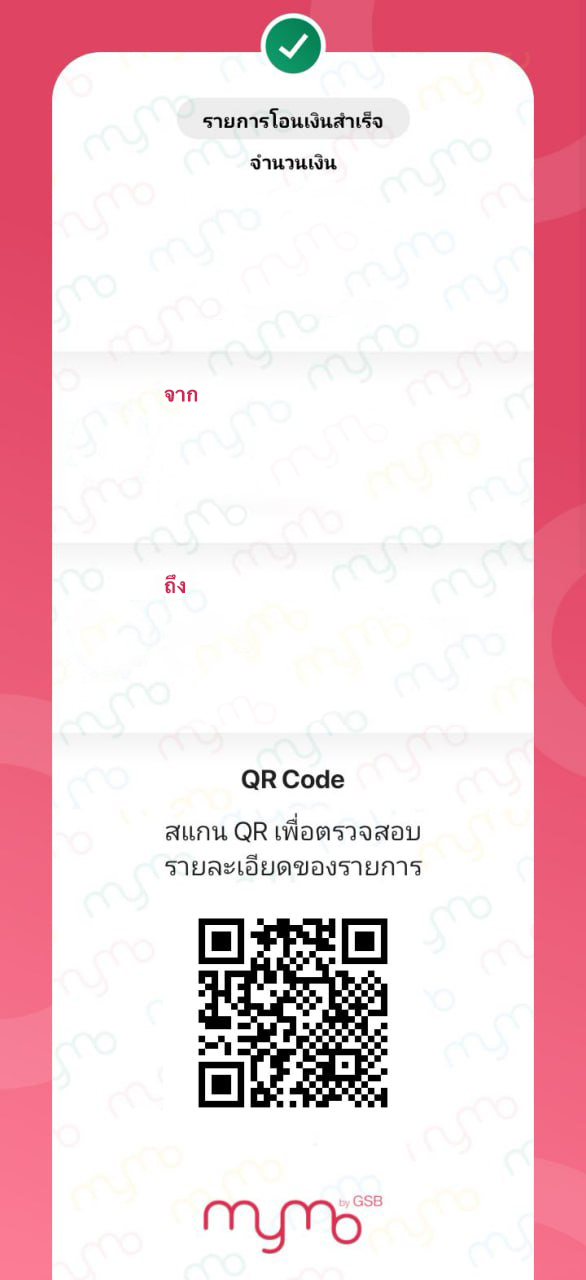 รายการโอนเงินสำเร็จ
จำนวนเงิน
จาก
ถึง
QR Code
สแกน QR เพื่อตรวจสอบ
รายละเอียดของรายการ
mymo by GSB